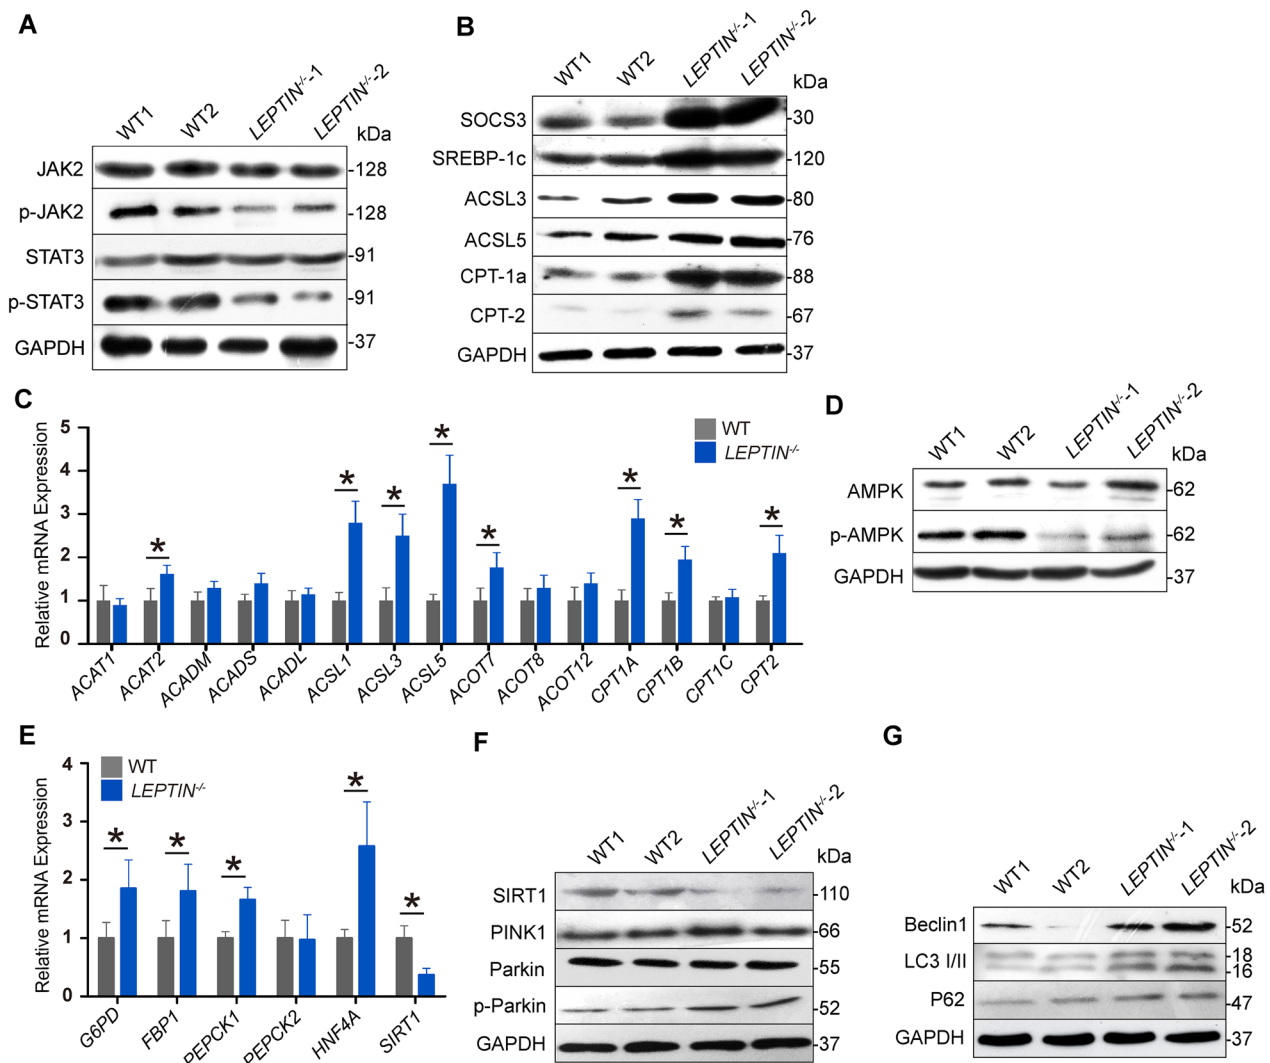 A
WT1 WT2 LEPTIN-/--1 LEPTIN-/--2
kDa
JAK2 -128
p-JAK2 -128
STAT3 -91
p-STAT3 -91
GAPDH -37
B
WT1 WT2 LEPTIN-/--1 LEPTIN-/--2
kDa
SOCS3 -30
SREBP-1c -120
ACSL3 -80
ACSL5 -76
CPT-1a -88
CPT-2 -67
GAPDH -37
C
Relative mRNA Expression
5
4
3
2
1
0
WT
LEPTIN-/-
* * * * * * * *
ACAT1 ACAT2 ACADM ACADS ACADL ACSL1 ACSL3 ACSL5 ACOT7 ACOT8 ACOT12 CPT1A CPT1B CPT1C CPT2
D
WT1 WT2 LEPTIN-/--1 LEPTIN-/--2
kDa
AMPK -62
p-AMPK -62
GAPDH -37
E
Relative mRNA Expression
4
3
2
1
0
WT
LEPTIN-/-
* * * * *
G6PD FBP1 PEPCK1 PEPCK2 HNF4A SIRT1
F
WT1 WT2 LEPTIN-/--1 LEPTIN-/--2
kDa
SIRT1 -110
PINK1 -66
Parkin -55
p-Parkin -52
GAPDH -37
G
WT1 WT2 LEPTIN-/--1 LEPTIN-/--2
kDa
Beclin1 -52
LC3 I/II -18
-16
P62 -47
GAPDH -37